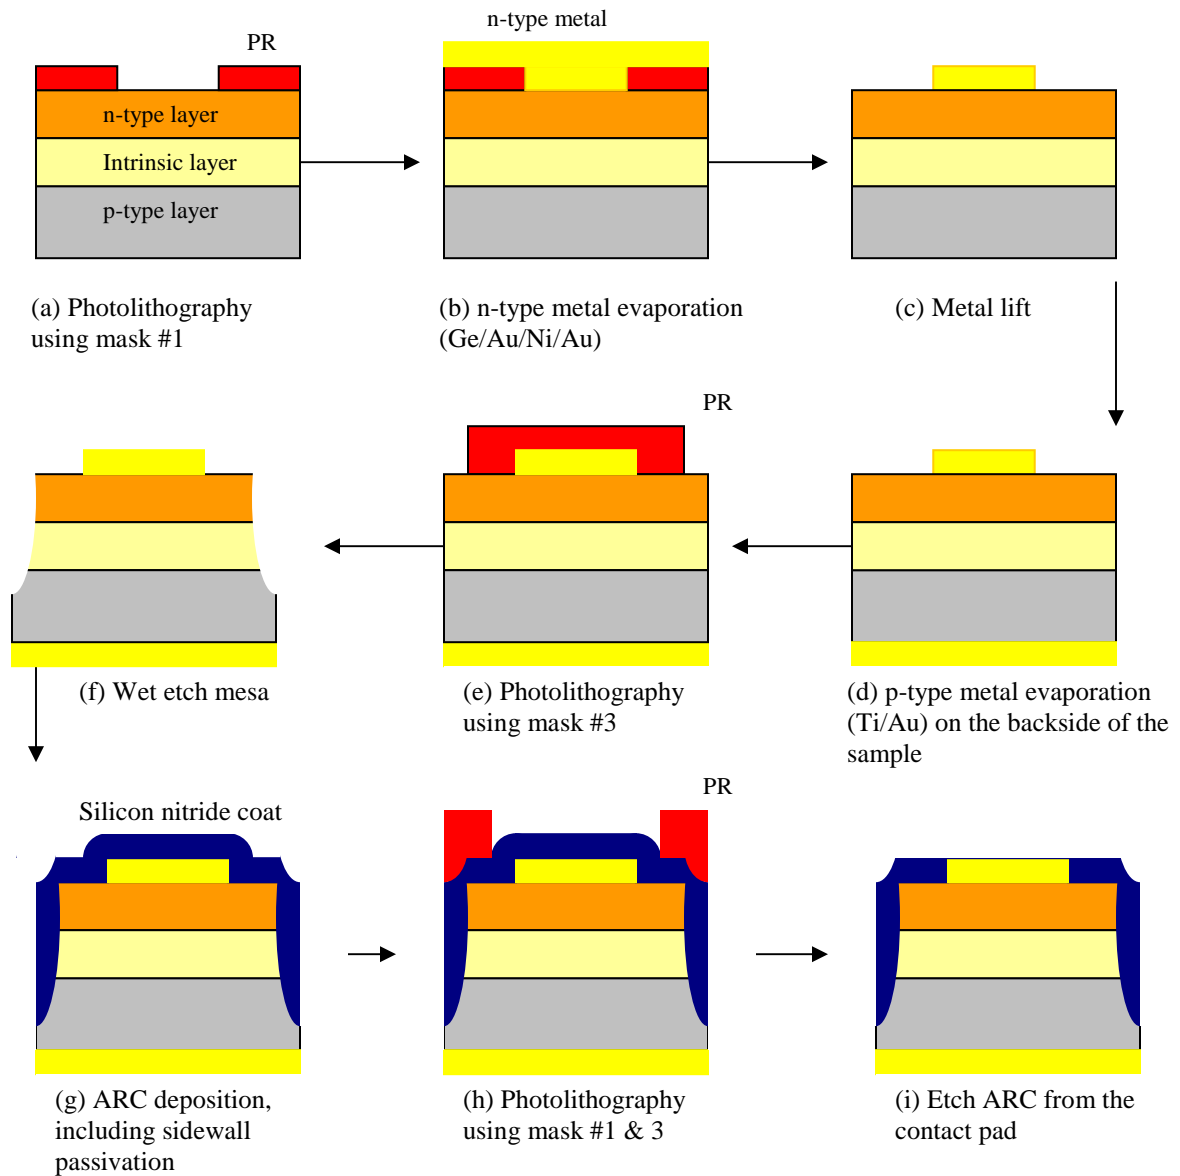 PR
n-type layer
Intrinsic layer
p-type layer
(a) Photolithography
using mask #1
n-type metal
(b) n-type metal evaporation
(Ge/Au/Ni/Au)
(c) Metal lift
(d) p-type metal evaporation
(Ti/Au) on the backside of the
sample
PR
(e) Photolithography
using mask #3
(f) Wet etch mesa
Silicon nitride coat
(g) ARC deposition,
including sidewall
passivation
PR
(h) Photolithography
using mask #1 & 3
(i) Etch ARC from the
contact pad